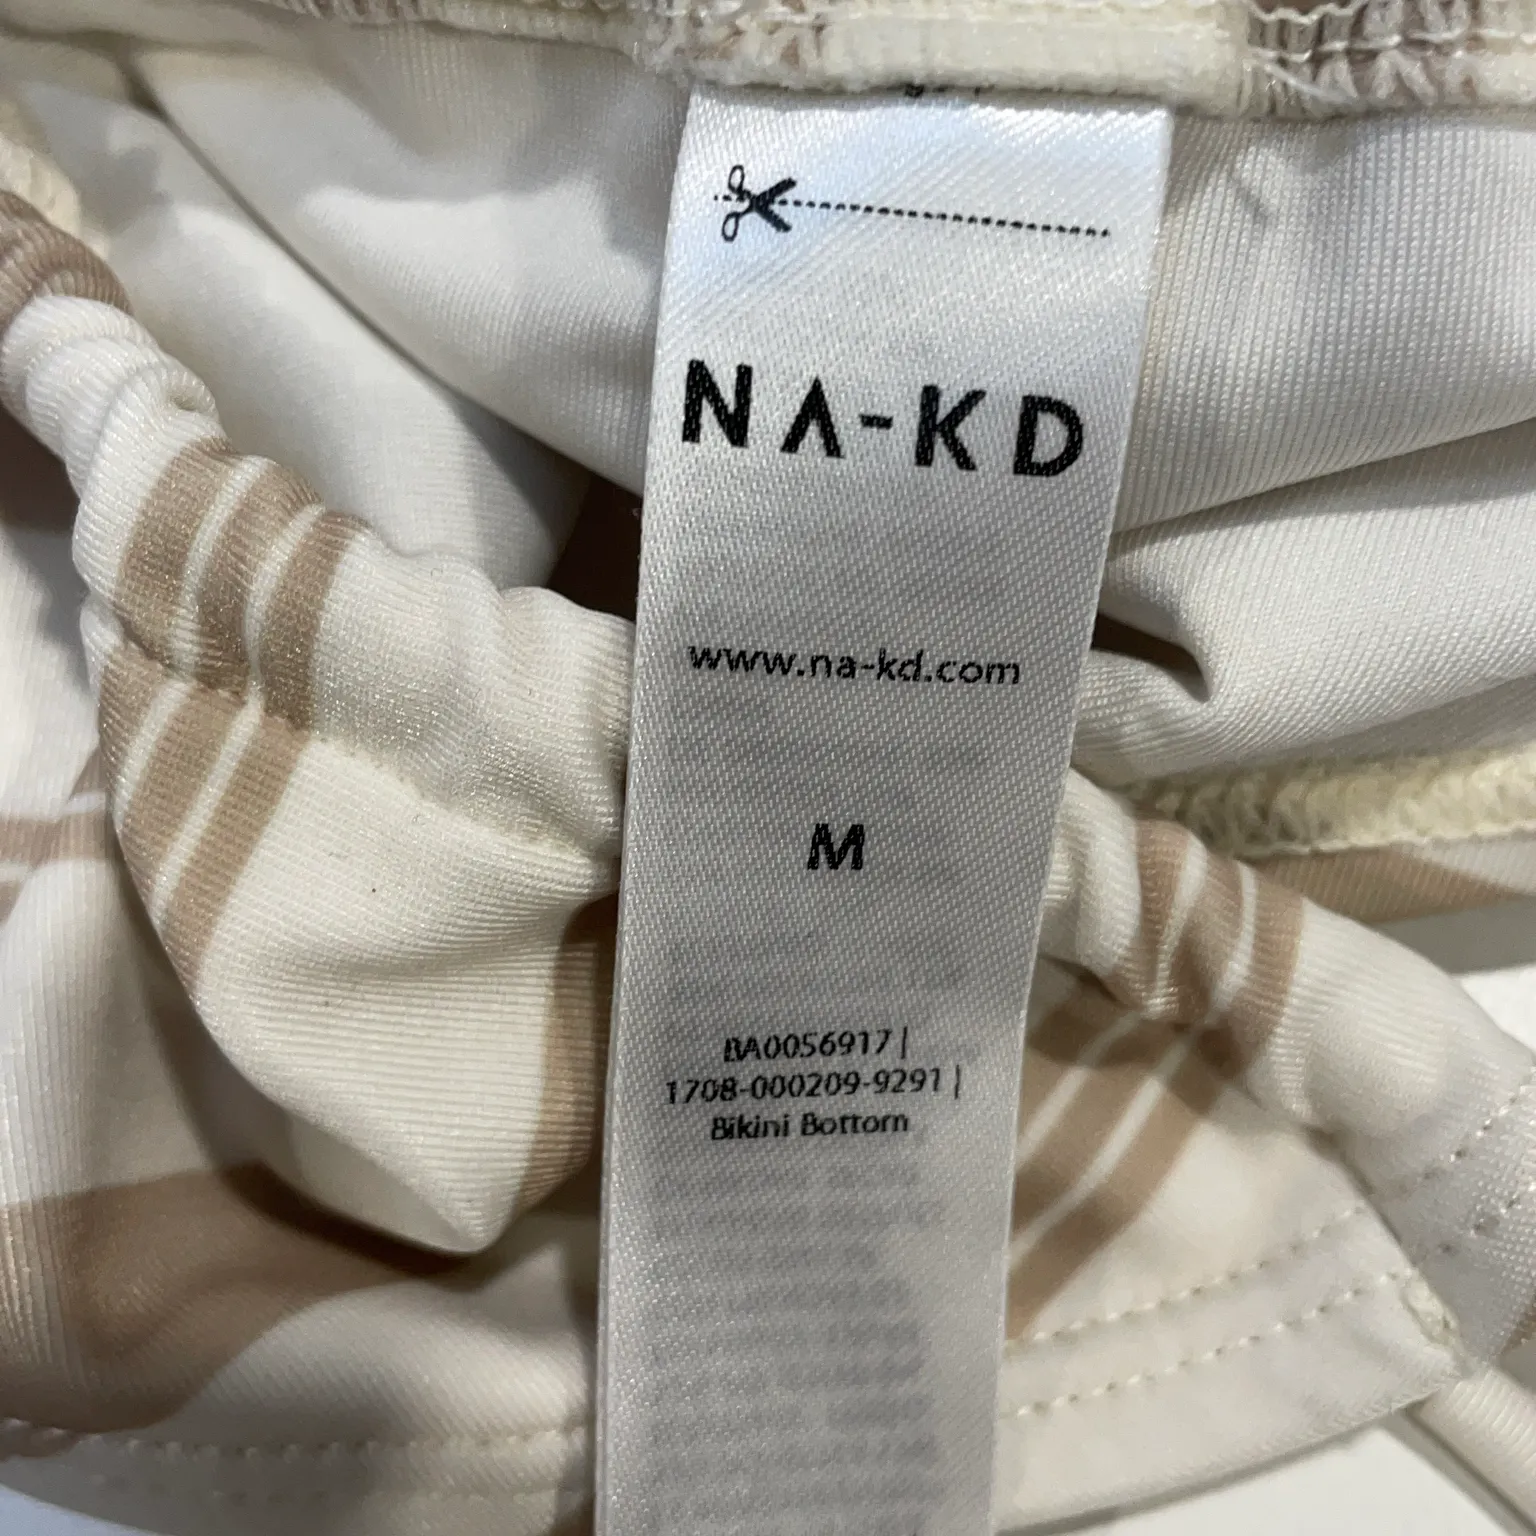 NA-KD
www.na-kd.com
M
BA0056917 |
1708-000209-9291 |
Bikini Bottom